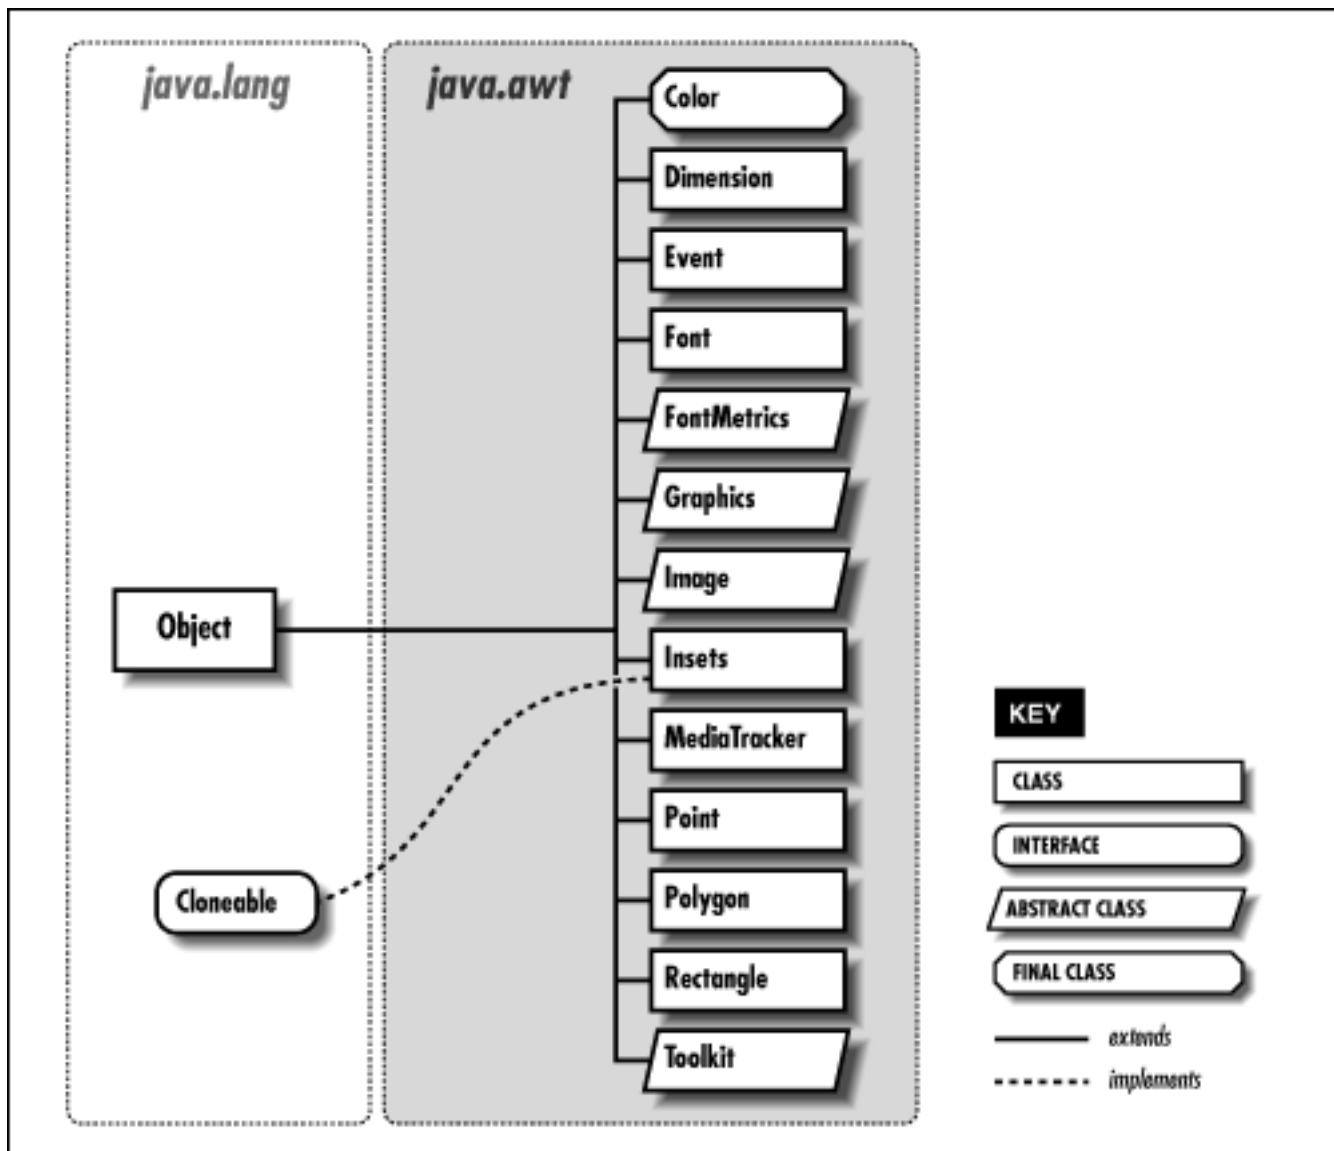 java.lang
java.awt
Color
Dimension
Event
Font
FontMetrics
Graphics
Image
Object
Insets
MediaTracker
Point
Cloneable
Polygon
Rectangle
Toolkit
KEY
CLASS
INTERFACE
ABSTRACT CLASS
FINAL CLASS
extends
implements